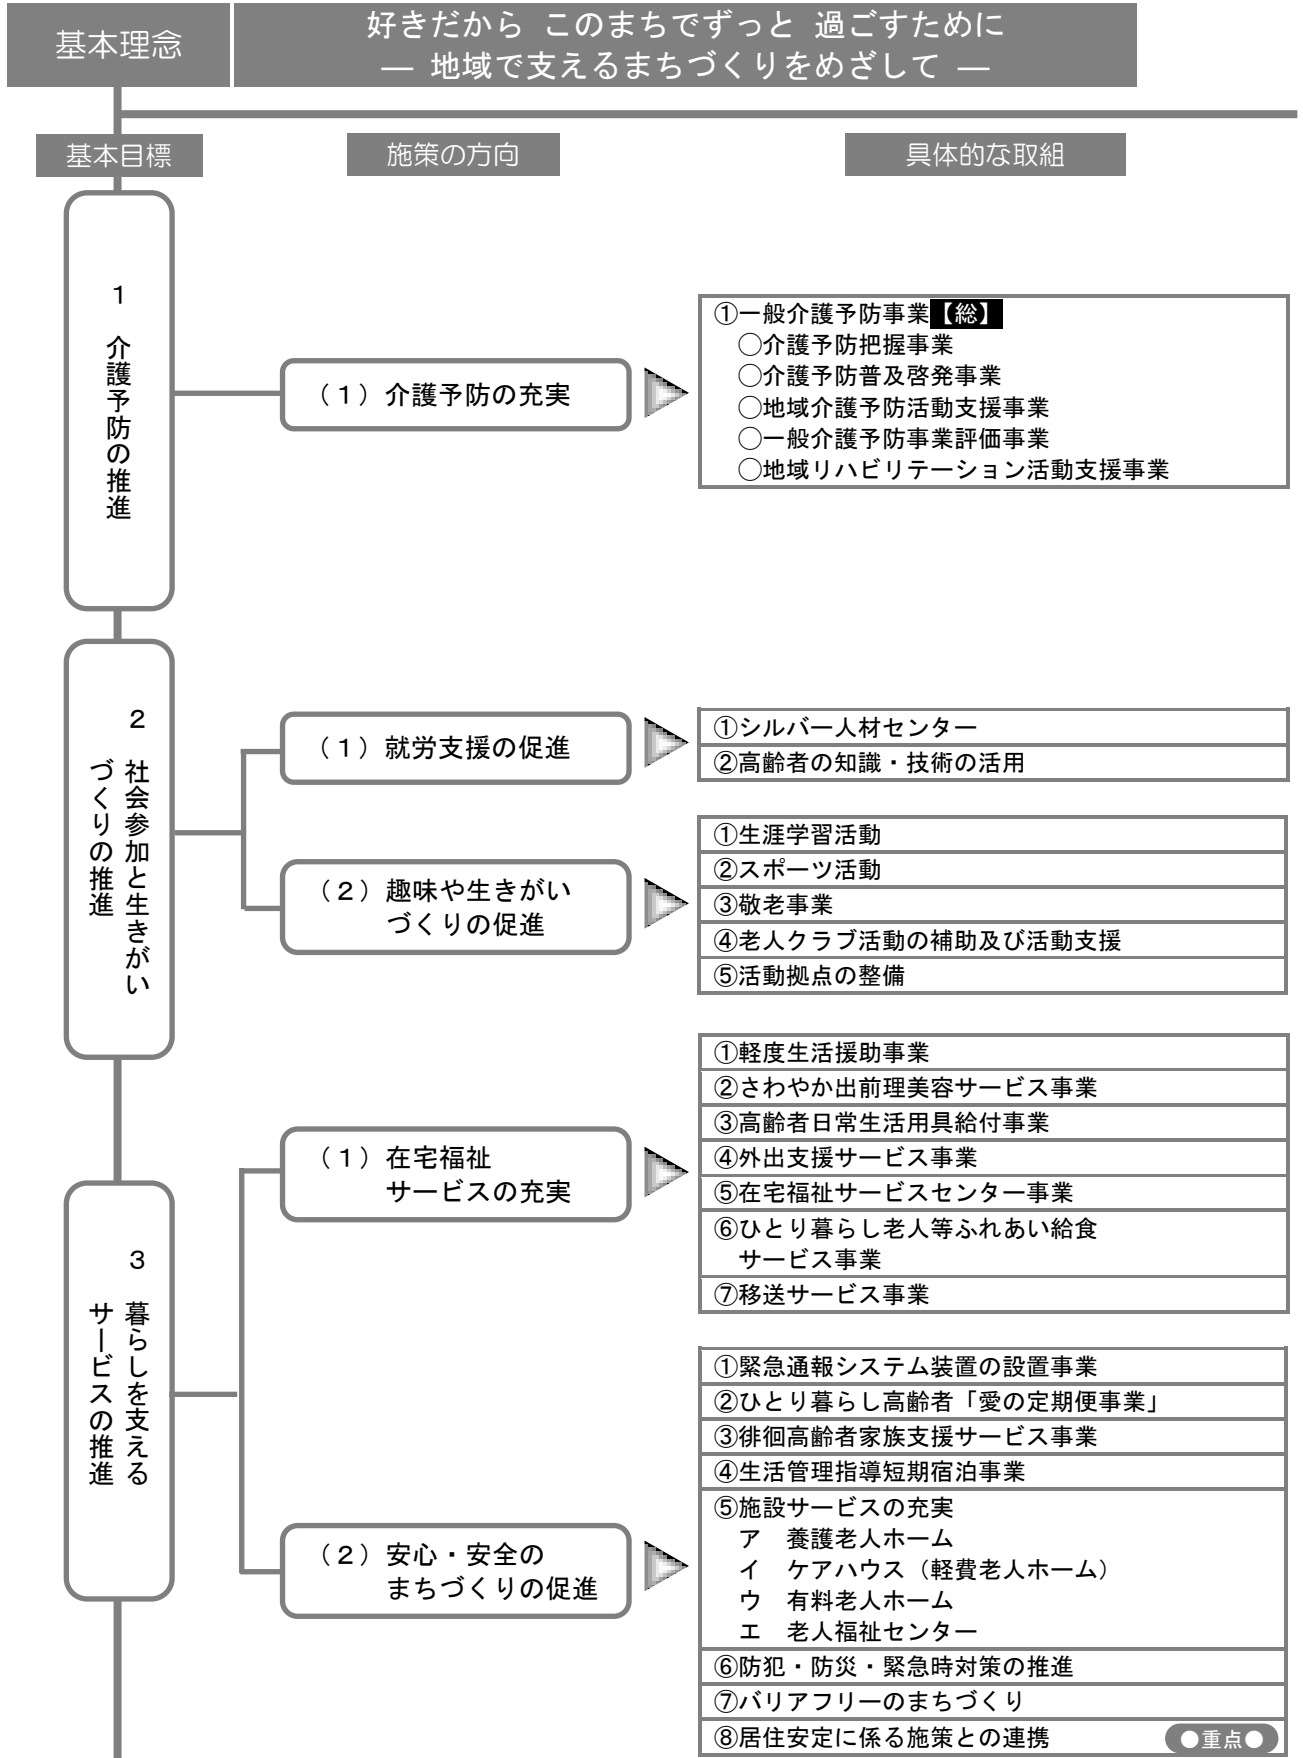 基本理念
好きだから このまちでずっと 過ごすために
― 地域で支えるまちづくりをめざして ―
基本目標
施策の方向
具体的な取組
1 介護予防の推進
（１）介護予防の充実
①一般介護予防事業【総】
○介護予防把握事業
○介護予防普及啓発事業
○地域介護予防活動支援事業
○一般介護予防事業評価事業
○地域リハビリテーション活動支援事業
2 社会参加と生きがい
づくりの推進
（１）就労支援の促進
①シルバー人材センター
②高齢者の知識・技術の活用
（２）趣味や生きがい
づくりの促進
①生涯学習活動
②スポーツ活動
③敬老事業
④老人クラブ活動の補助及び活動支援
⑤活動拠点の整備
3 暮らしを支える
サービスの推進
（１）在宅福祉
サービスの充実
①軽度生活援助事業
②さわやか出前理美容サービス事業
③高齢者日常生活用具給付事業
④外出支援サービス事業
⑤在宅福祉サービスセンター事業
⑥ひとり暮らし老人等ふれあい給食
サービス事業
⑦移送サービス事業
（２）安心・安全の
まちづくりの促進
①緊急通報システム装置の設置事業
②ひとり暮らし高齢者「愛の定期便事業」
③徘徊高齢者家族支援サービス事業
④生活管理指導短期宿泊事業
⑤施設サービスの充実
ア 養護老人ホーム
イ ケアハウス（軽費老人ホーム）
ウ 有料老人ホーム
エ 老人福祉センター
⑥防犯・防災・緊急時対策の推進
⑦バリアフリーのまちづくり
⑧居住安定に係る施策との連携 ●重点●